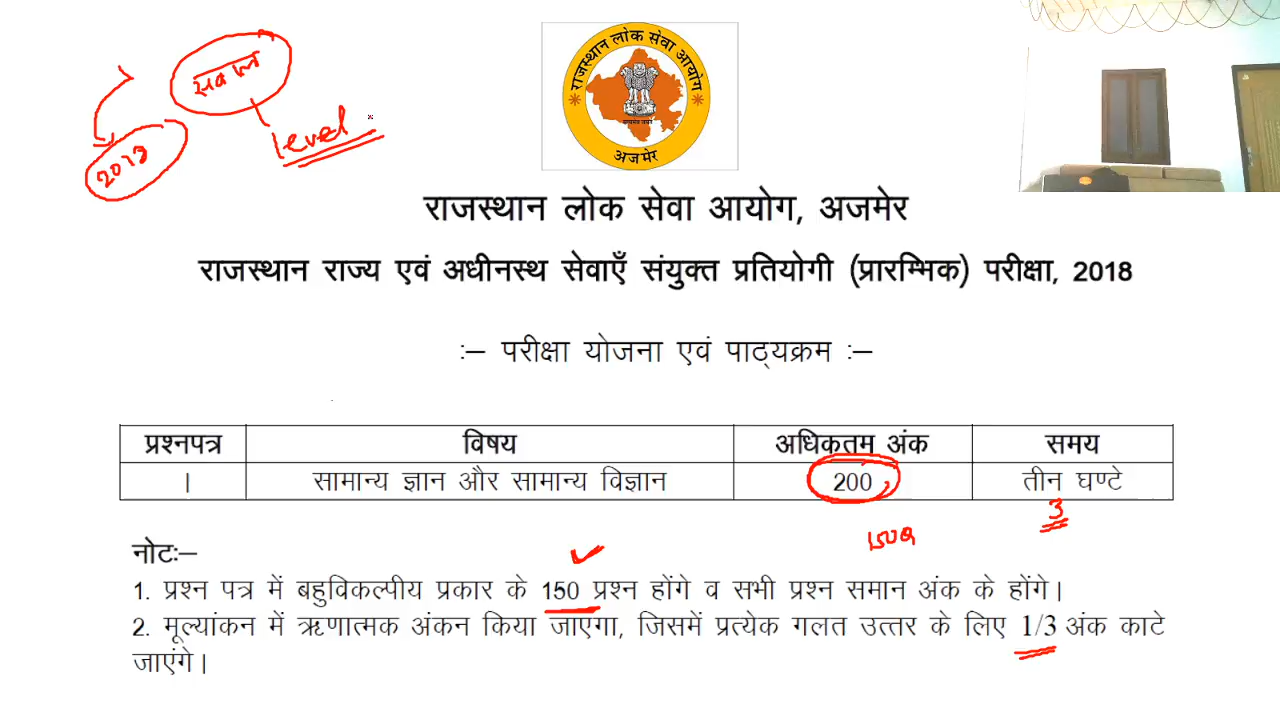 सवाल
level
2013
राजस्थान लोक सेवा आयोग
अजमेर
राजस्थान लोक सेवा आयोग, अजमेर
राजस्थान राज्य एवं अधीनस्थ सेवाएँ संयुक्त प्रतियोगी (प्रारम्भिक) परीक्षा, 2018
:– परीक्षा योजना एवं पाठ्यक्रम :–
प्रश्नपत्र विषय अधिकतम अंक समय
I सामान्य ज्ञान और सामान्य विज्ञान 200 तीन घण्टे
3
150Q
नोटः–
1. प्रश्न पत्र में बहुविकल्पीय प्रकार के 150 प्रश्न होंगे व सभी प्रश्न समान अंक के होंगे।
2. मूल्यांकन में ऋणात्मक अंकन किया जाएगा, जिसमें प्रत्येक गलत उत्तर के लिए 1/3 अंक काटे
जाएंगे।